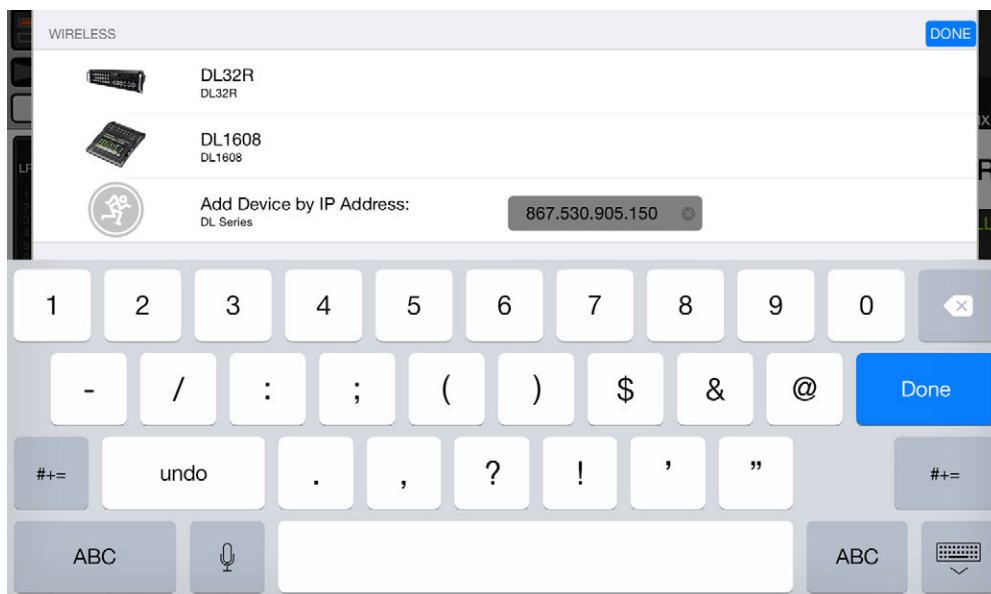 WIRELESS DONE
DL32R
DL32R
DL1608
DL1608
Add Device by IP Address: 867.530.905.150
DL Series
1 2 3 4 5 6 7 8 9 0
- / : ; ( ) $ & @ Done
#+= undo . , ? ! ’ ” #+=
ABC ABC